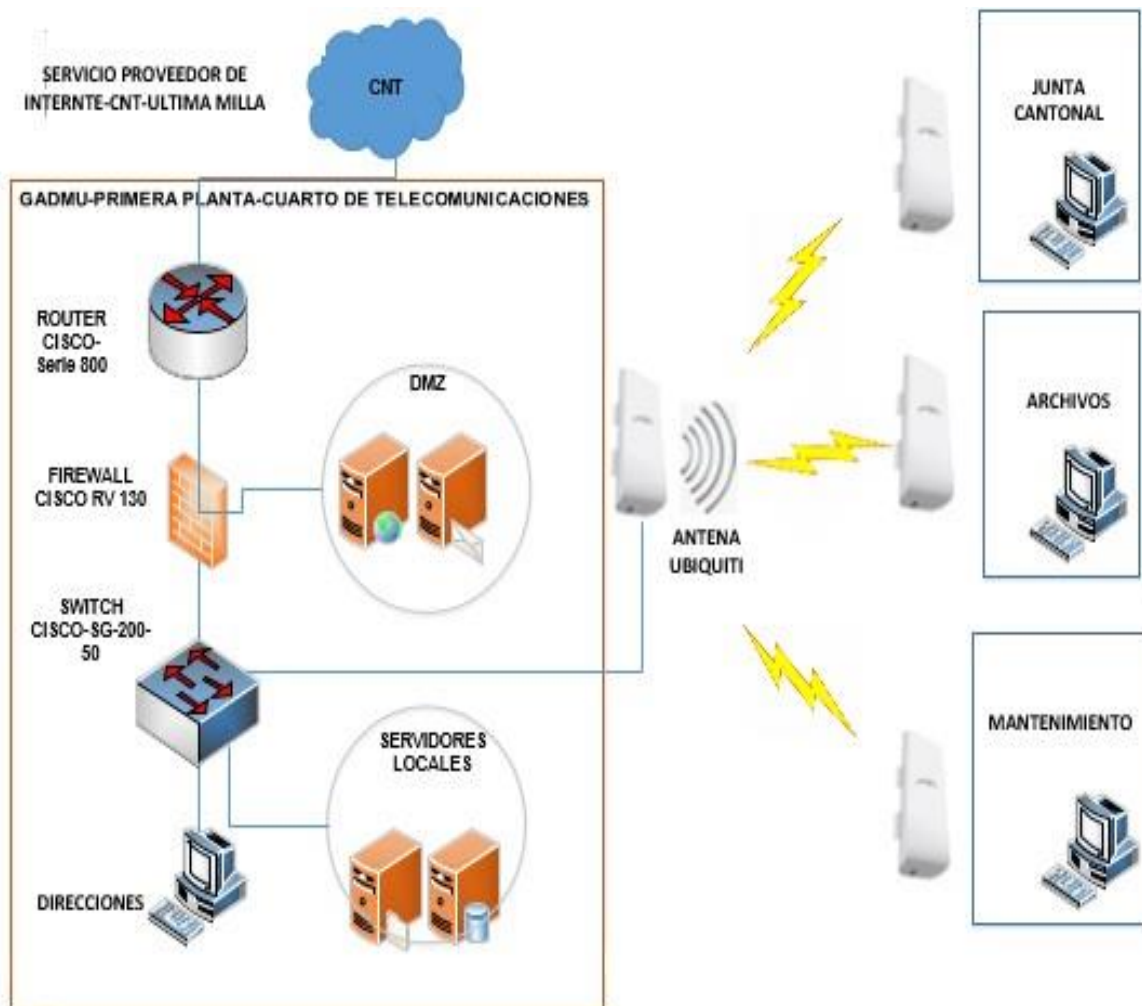 SERVICIO PROVEEDOR DE
INTERNTE-CNT-ULTIMA MILLA
CNT
GADMU-PRIMERA PLANTA-CUARTO DE TELECOMUNICACIONES
ROUTER
CISCO-
Serie 800
DMZ
FIREWALL
CISCO RV 130
SWITCH
CISCO-SG-200-
50
SERVIDORES
LOCALES
DIRECCIONES
ANTENA
UBIQUITI
JUNTA
CANTONAL
ARCHIVOS
MANTENIMIENTO